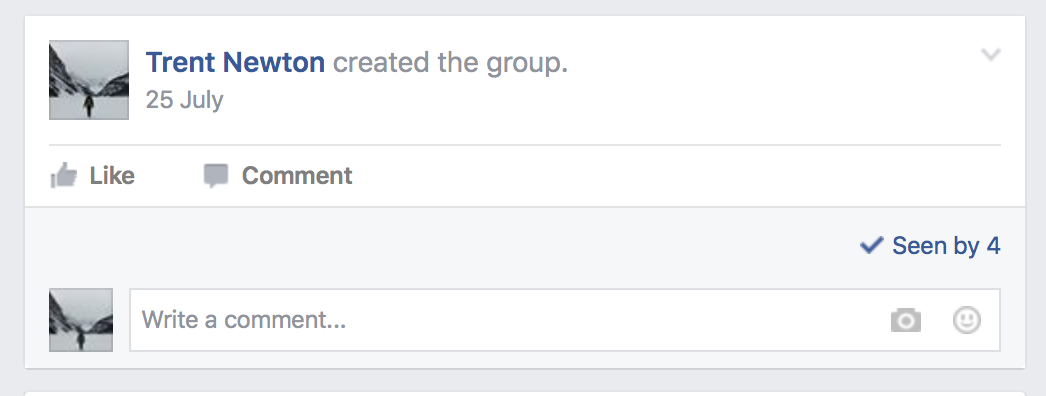 Trent Newton created the group.
25 July
Like Comment
Seen by 4
Write a comment...